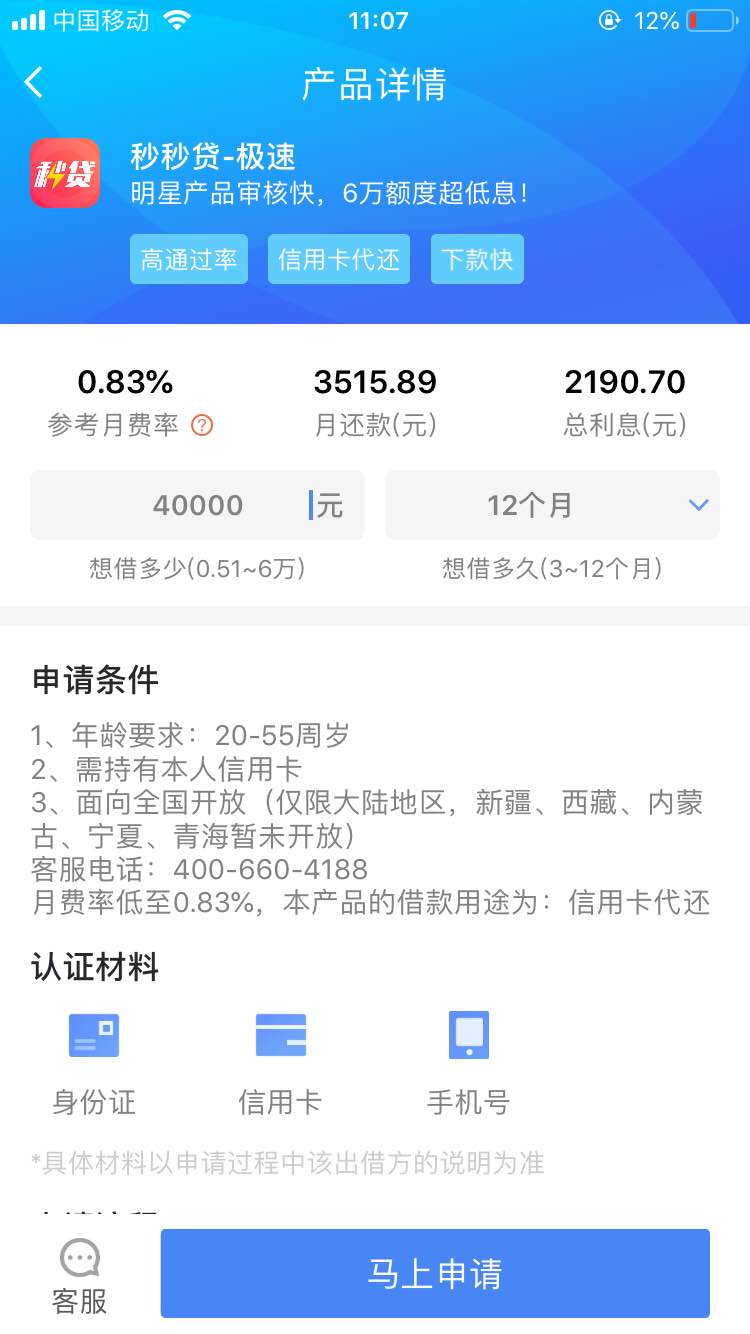 中国移动 11:07 12%
产品详情
秒贷
秒秒贷-极速
明星产品审核快，6万额度超低息！
高通过率 信用卡代还 下款快
0.83% 3515.89 2190.70
参考月费率 ? 月还款(元) 总利息(元)
40000 元 12个月
想借多少(0.51~6万) 想借多久(3~12个月)
申请条件
1、年龄要求：20-55周岁
2、需持有本人信用卡
3、面向全国开放（仅限大陆地区，新疆、西藏、内蒙
古、宁夏、青海暂未开放）
客服电话：400-660-4188
月费率低至0.83%，本产品的借款用途为：信用卡代还
认证材料
身份证 信用卡 手机号
*具体材料以申请过程中该出借方的说明为准
客服 马上申请